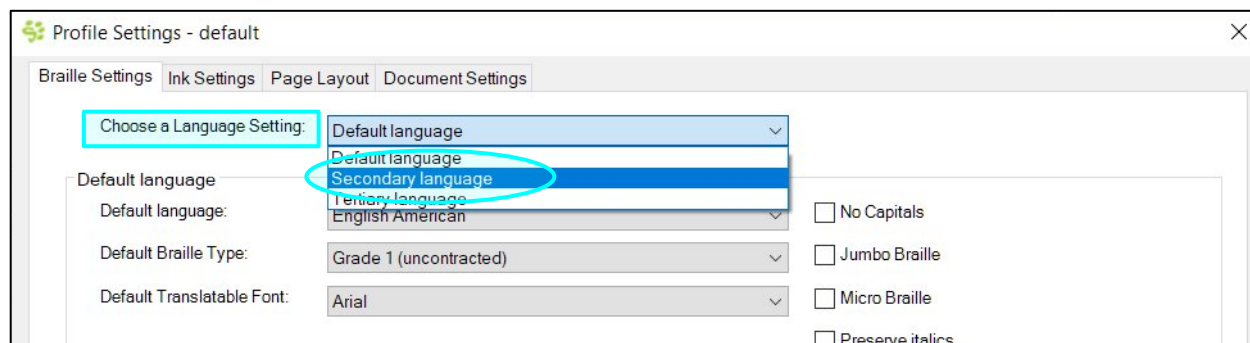 Profile Settings - default
Braille Settings Ink Settings Page Layout Document Settings
Choose a Language Setting: Default language
Default language
Secondary language
Tertiary language
Default language
Default language: English American No Capitals
Default Braille Type: Grade 1 (uncontracted) Jumbo Braille
Default Translatable Font: Arial Micro Braille
Preserve italics